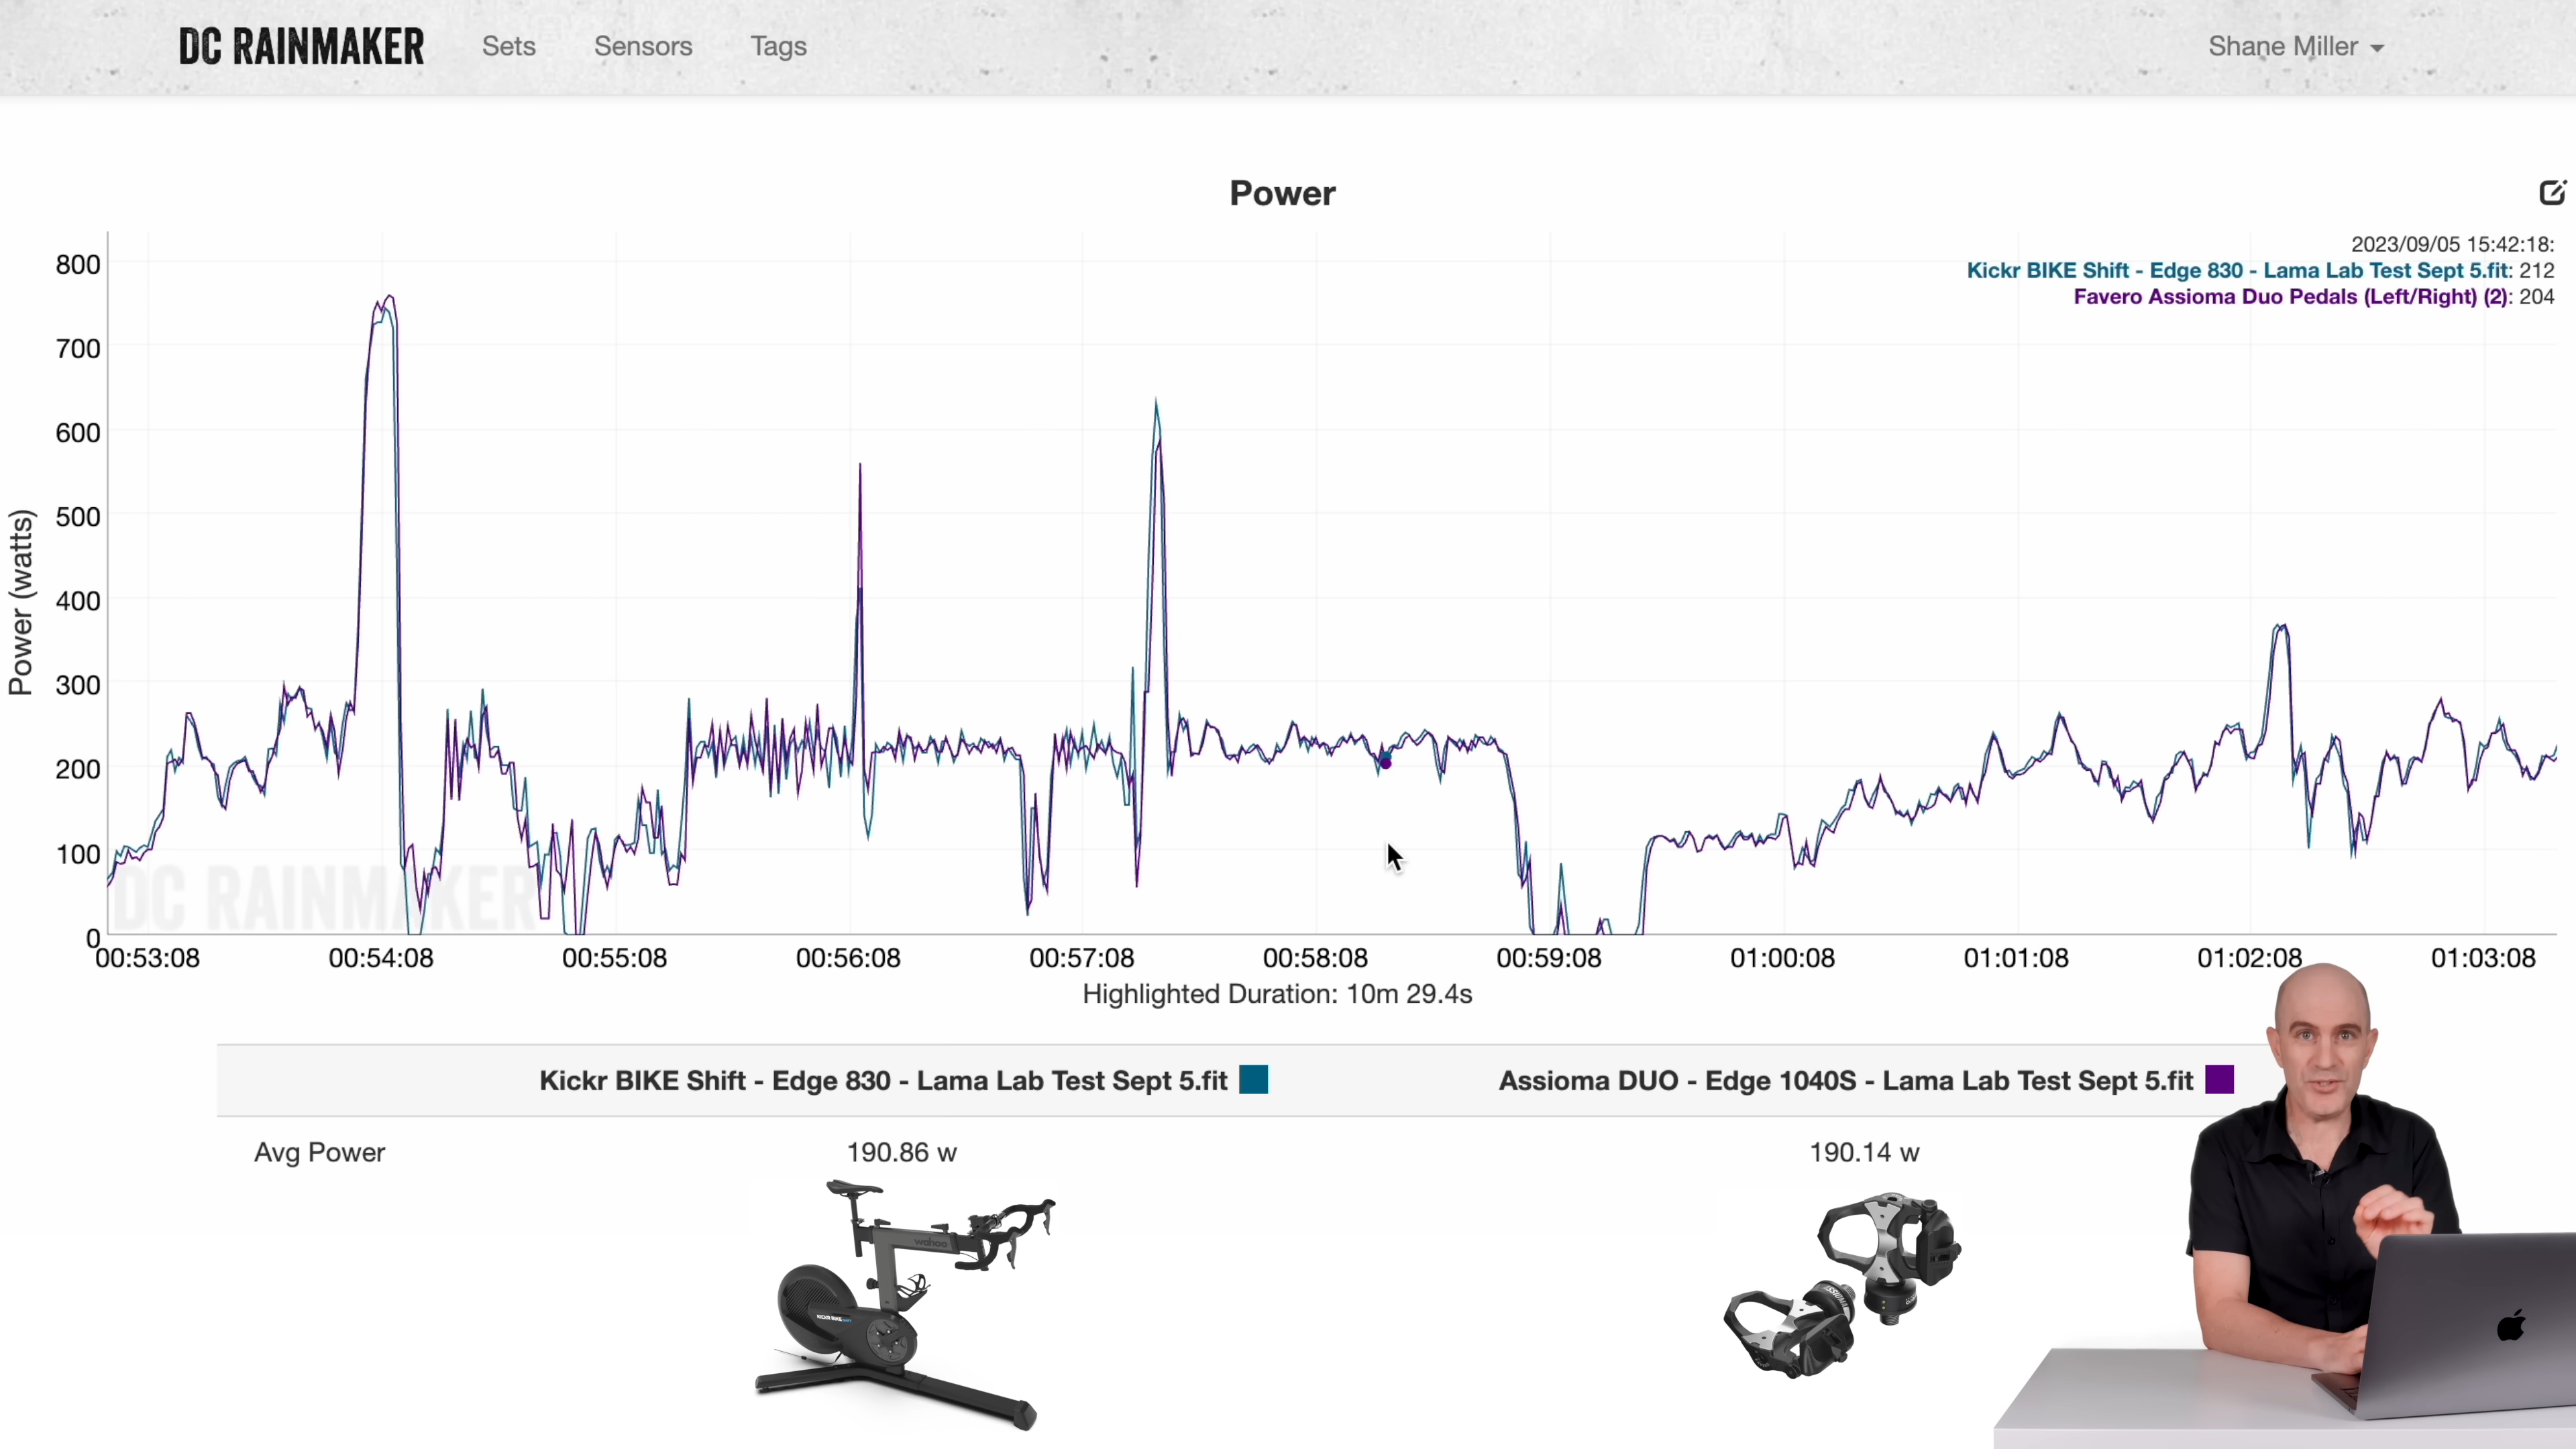 DC RAINMAKER
Sets
Sensors
Tags
Shane Miller
Power
2023/09/05 15:42:18:
Kickr BIKE Shift - Edge 830 - Lama Lab Test Sept 5.fit: 212
Favero Assioma Duo Pedals (Left/Right) (2): 204
Power (watts)
800
700
600
500
400
300
200
100
0
DC RAINMAKER
00:53:08
00:54:08
00:55:08
00:56:08
00:57:08
00:58:08
00:59:08
01:00:08
01:01:08
01:02:08
01:03:08
Highlighted Duration: 10m 29.4s
Kickr BIKE Shift - Edge 830 - Lama Lab Test Sept 5.fit
Assioma DUO - Edge 1040S - Lama Lab Test Sept 5.fit
Avg Power
190.86 w
190.14 w
wahoo
KICKR BIKE